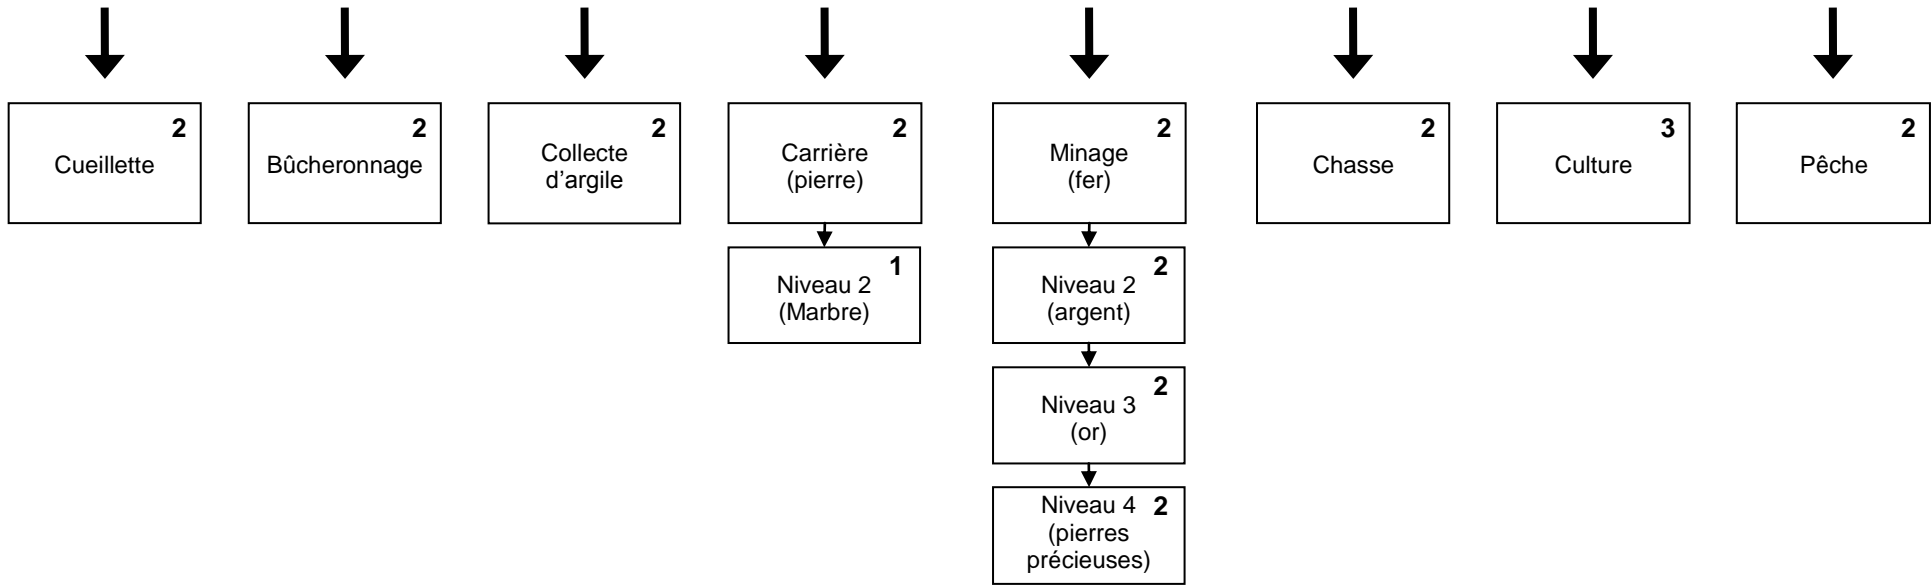 2
Cueillette
2
Bûcheronnage
2
Collecte
d'argile
2
Carrière
(pierre)
2
Minage
(fer)
2
Chasse
3
Culture
2
Pêche
1
Niveau 2
(Marbre)
2
Niveau 2
(argent)
2
Niveau 3
(or)
Niveau 4 2
(pierres
précieuses)